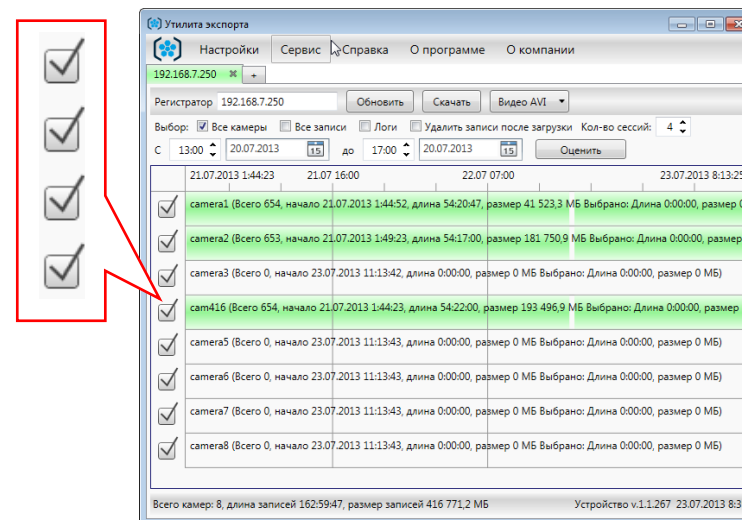 Утилита экспорта
Настройки Сервис Справка О программе О компании
192.168.7.250 +
Регистратор 192.168.7.250 Обновить Скачать Видео AVI
Выбор: Все камеры Все записи Логи Удалить записи после загрузки Кол-во сессий: 4
С 13:00 20.07.2013 15 до 17:00 20.07.2013 15 Оценить
21.07.2013 1:44:23 21.07 16:00 22.07 07:00 23.07.2013 8:13:25
camera1 (Всего 654, начало 21.07.2013 1:44:52, длина 54:20:47, размер 41 523,3 МБ Выбрано: Длина 0:00:00, размер 0
camera2 (Всего 653, начало 21.07.2013 1:49:23, длина 54:17:00, размер 181 750,9 МБ Выбрано: Длина 0:00:00, размер
camera3 (Всего 0, начало 23.07.2013 11:13:42, длина 0:00:00, размер 0 МБ Выбрано: Длина 0:00:00, размер 0 МБ)
cam416 (Всего 654, начало 21.07.2013 1:44:23, длина 54:22:00, размер 193 496,9 МБ Выбрано: Длина 0:00:00, размер
camera5 (Всего 0, начало 23.07.2013 11:13:43, длина 0:00:00, размер 0 МБ Выбрано: Длина 0:00:00, размер 0 МБ)
camera6 (Всего 0, начало 23.07.2013 11:13:43, длина 0:00:00, размер 0 МБ Выбрано: Длина 0:00:00, размер 0 МБ)
camera7 (Всего 0, начало 23.07.2013 11:13:43, длина 0:00:00, размер 0 МБ Выбрано: Длина 0:00:00, размер 0 МБ)
camera8 (Всего 0, начало 23.07.2013 11:13:43, длина 0:00:00, размер 0 МБ Выбрано: Длина 0:00:00, размер 0 МБ)
Всего камер: 8, длина записей 162:59:47, размер записей 416 771,2 МБ Устройство v.1.1.267 23.07.2013 8:3